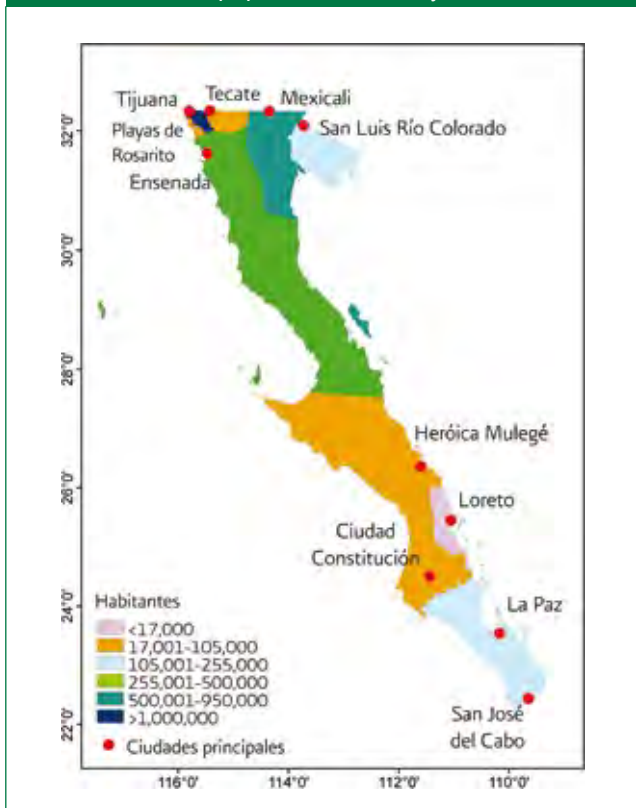 Tijuana
Tecate
Mexicali
San Luis Río Colorado
Playas de
Rosarito
Ensenada
32°0'
30°0'
28°0'
26°0'
24°0'
22°0'
Heróica Mulegé
Loreto
Ciudad
Constitución
La Paz
San José
del Cabo
Habitantes
<17,000
17,001-105,000
105,001-255,000
255,001-500,000
500,001-950,000
>1,000,000
Ciudades principales
116°0'
114°0'
112°0'
110°0'